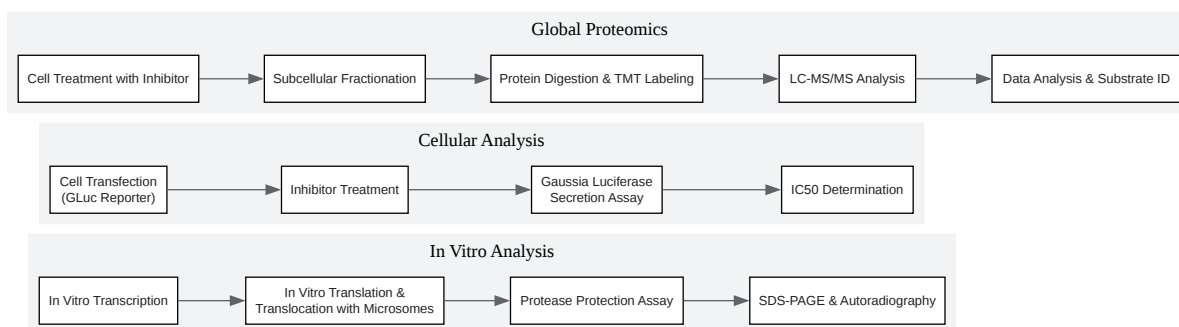 Global Proteomics
Cell Treatment with Inhibitor
Subcellular Fractionation
Protein Digestion & TMT Labeling
LC-MS/MS Analysis
Data Analysis & Substrate ID
Cellular Analysis
Cell Transfection
(GLuc Reporter)
Inhibitor Treatment
Gaussia Luciferase
Secretion Assay
IC50 Determination
In Vitro Analysis
In Vitro Transcription
In Vitro Translation &
Translocation with Microsomes
Protease Protection Assay
SDS-PAGE & Autoradiography